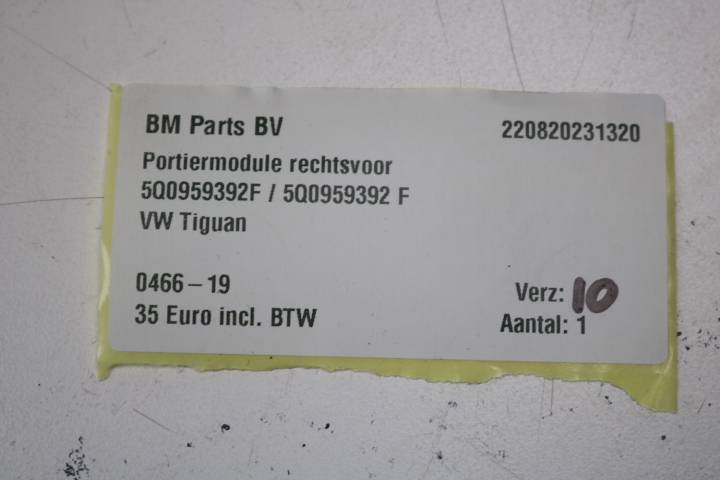 BM Parts BV 220820231320
Portiermodule rechtsvoor
5Q0959392F / 5Q0959392 F
VW Tiguan
0466 – 19 Verz: 10
35 Euro incl. BTW Aantal: 1